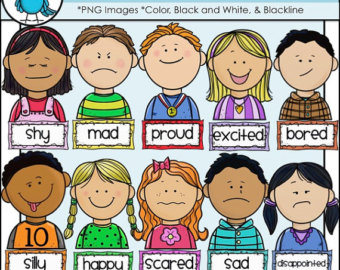 *PNG Images *Color, Black and White, & Blackline
shy
mad
proud
excited
bored
10
silly
happy
scared
sad
disappointed